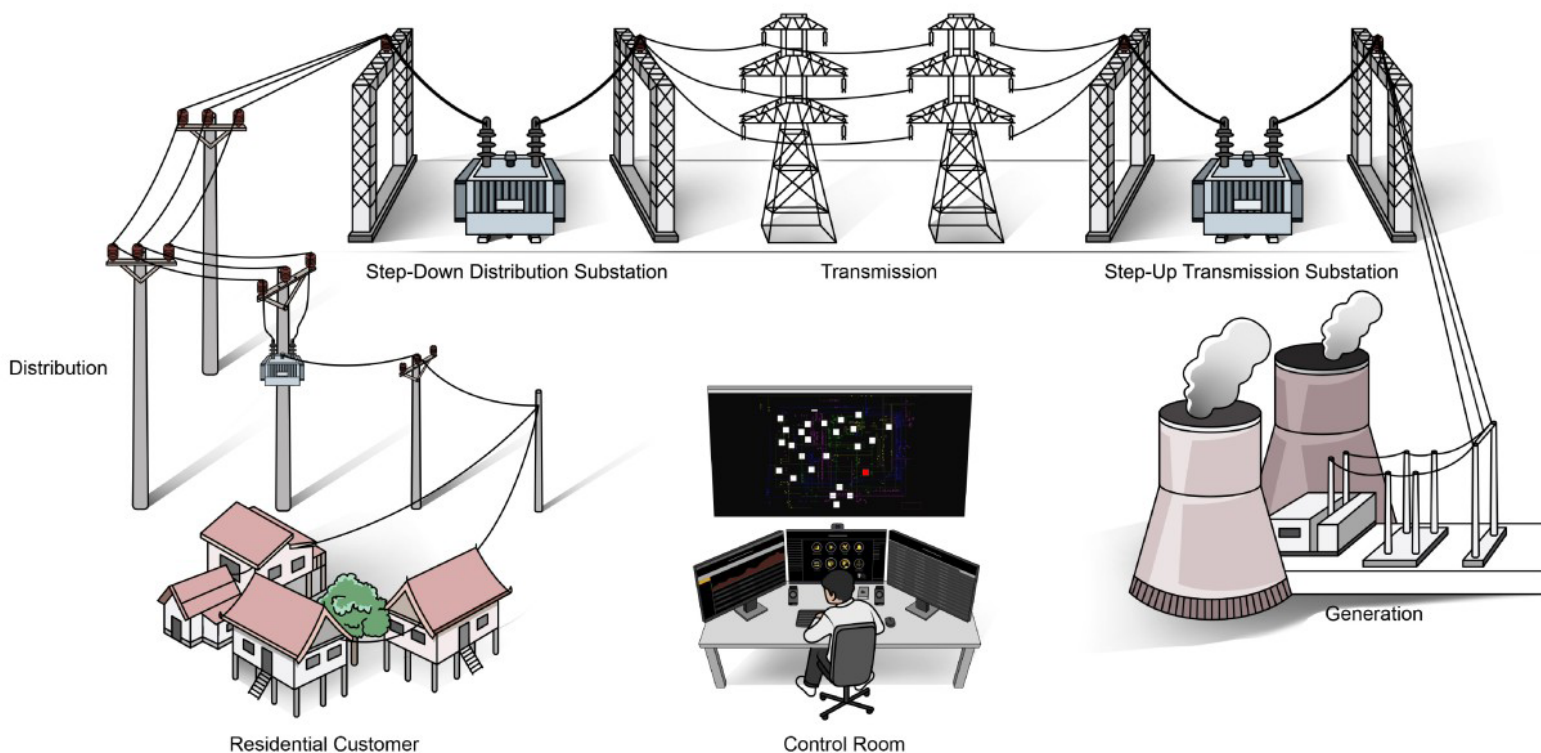 Step-Down Distribution Substation
Transmission
Step-Up Transmission Substation
Distribution
Generation
Residential Customer
Control Room